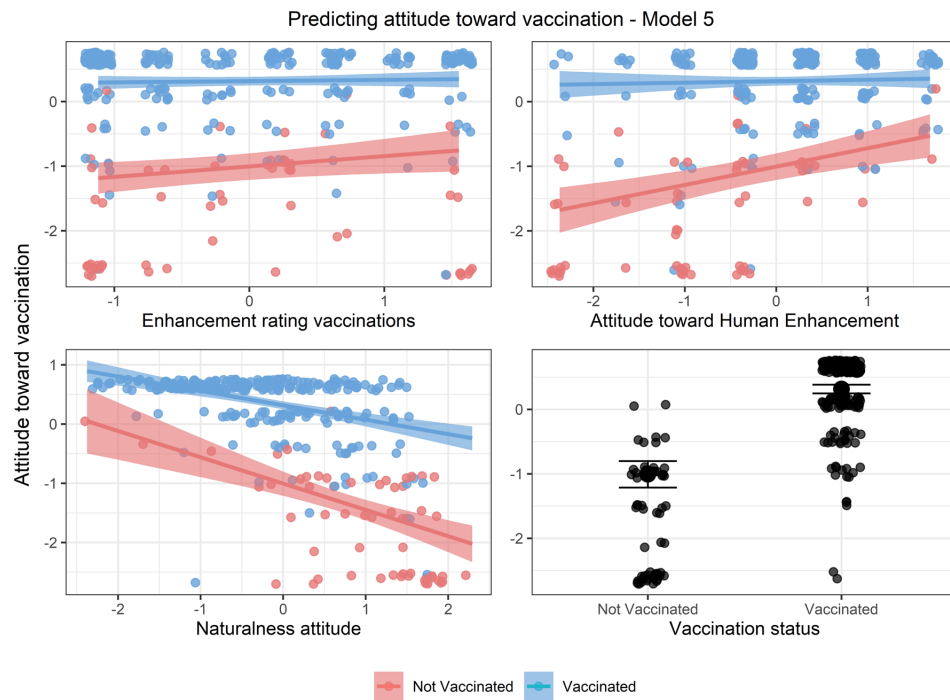 Predicting attitude toward vaccination - Model 5
Attitude toward vaccination
0
-1
-2
-1 0 1
Enhancement rating vaccinations
0
-1
-2
-2 -1 0 1
Attitude toward Human Enhancement
1
0
-1
-2
-2 -1 0 1 2
Naturalness attitude
0
-1
-2
Not Vaccinated Vaccinated
Vaccination status
Not Vaccinated Vaccinated